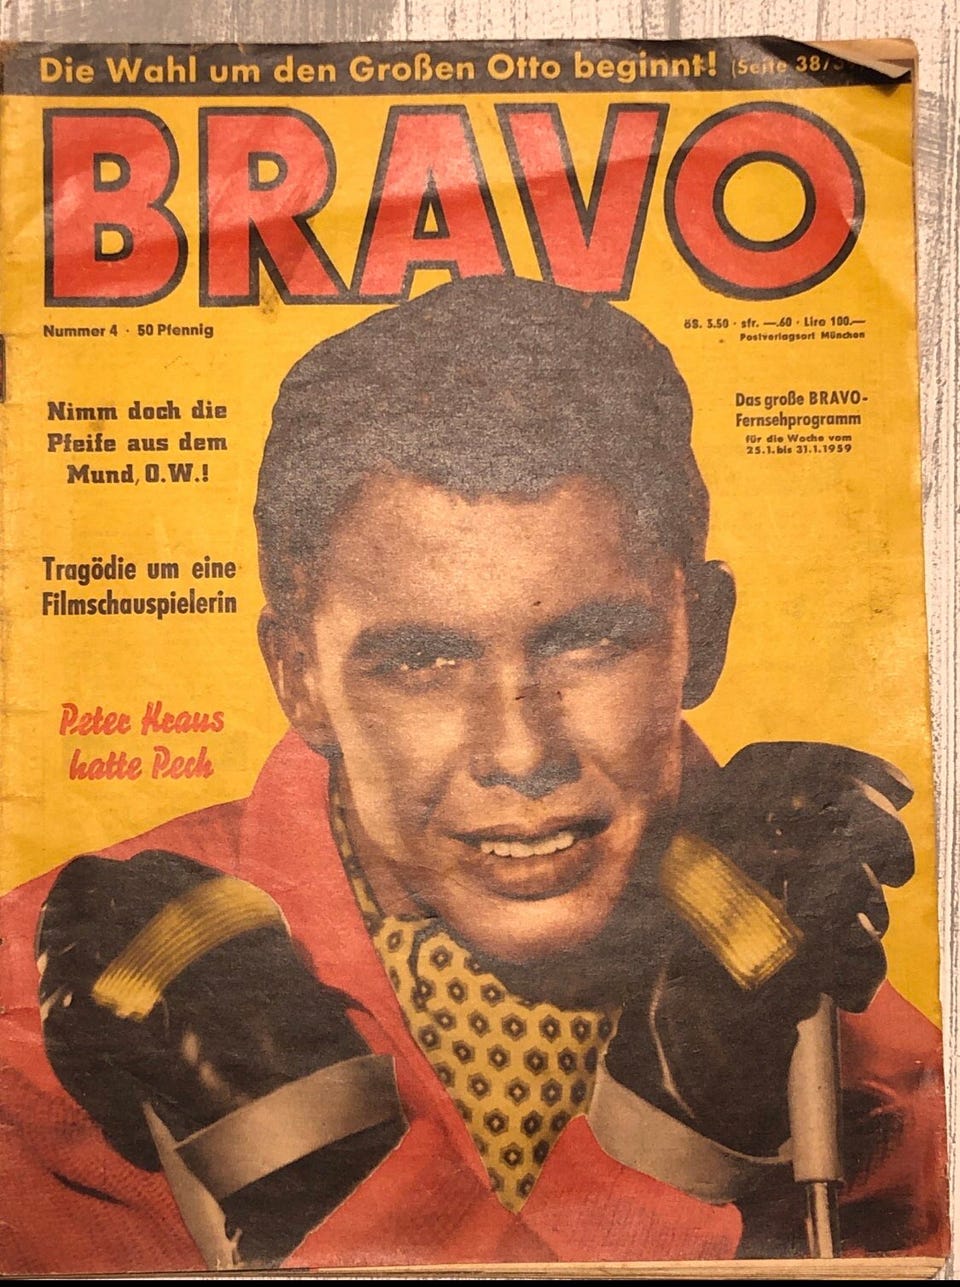 Die Wahl um den Großen Otto beginnt! (Seite 38/
BRAVO
Nummer 4 · 50 Pfennig
öS. 3.50 · sfr. —.60 · Lire 100.—
Postverlagsort München
Nimm doch die
Pfeife aus dem
Mund, O.W.!
Das große BRAVO-
Fernsehprogramm
für die Woche vom
25.1. bis 31.1.1959
Tragödie um eine
Filmschauspielerin
Peter Kraus
hatte Pech